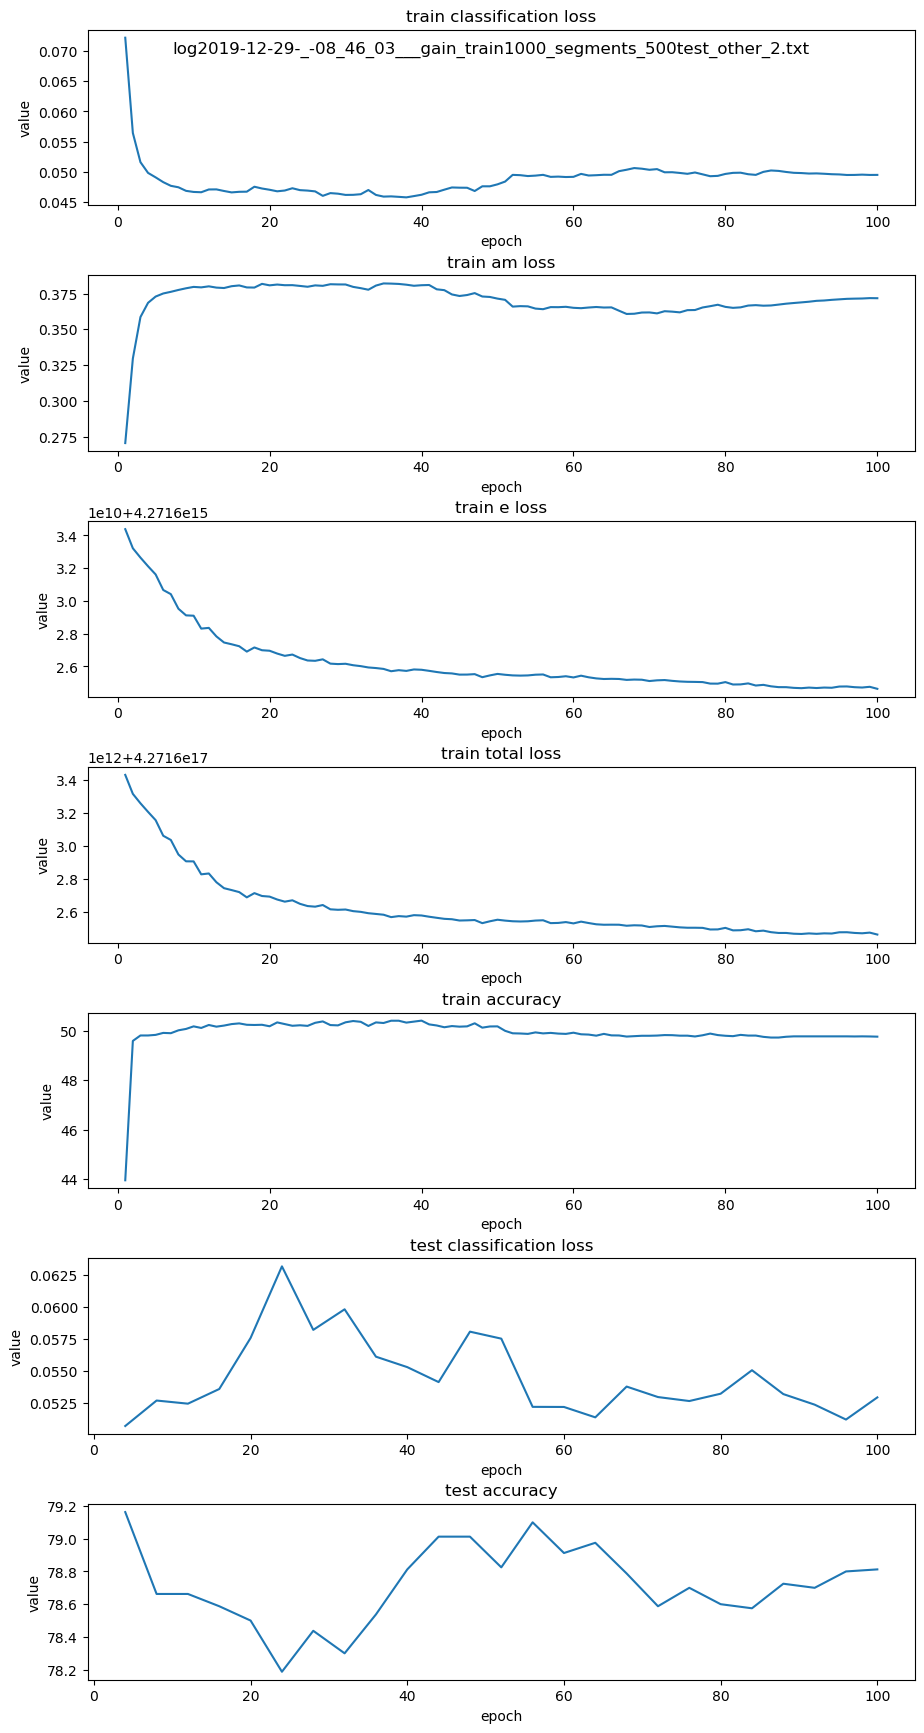 train classification loss
log2019-12-29-_-08_46_03___gain_train1000_segments_500test_other_2.txt
0.070
0.065
0.060
0.055
0.050
0.045
value
0 20 40 60 80 100
epoch
train am loss
0.375
0.350
0.325
0.300
0.275
value
0 20 40 60 80 100
epoch
train e loss
1e10+4.2716e15
3.4
3.2
3.0
2.8
2.6
value
0 20 40 60 80 100
epoch
train total loss
1e12+4.2716e17
3.4
3.2
3.0
2.8
2.6
value
0 20 40 60 80 100
epoch
train accuracy
50
48
46
44
value
0 20 40 60 80 100
epoch
test classification loss
0.0625
0.0600
0.0575
0.0550
0.0525
value
0 20 40 60 80 100
epoch
test accuracy
79.2
79.0
78.8
78.6
78.4
78.2
value
0 20 40 60 80 100
epoch